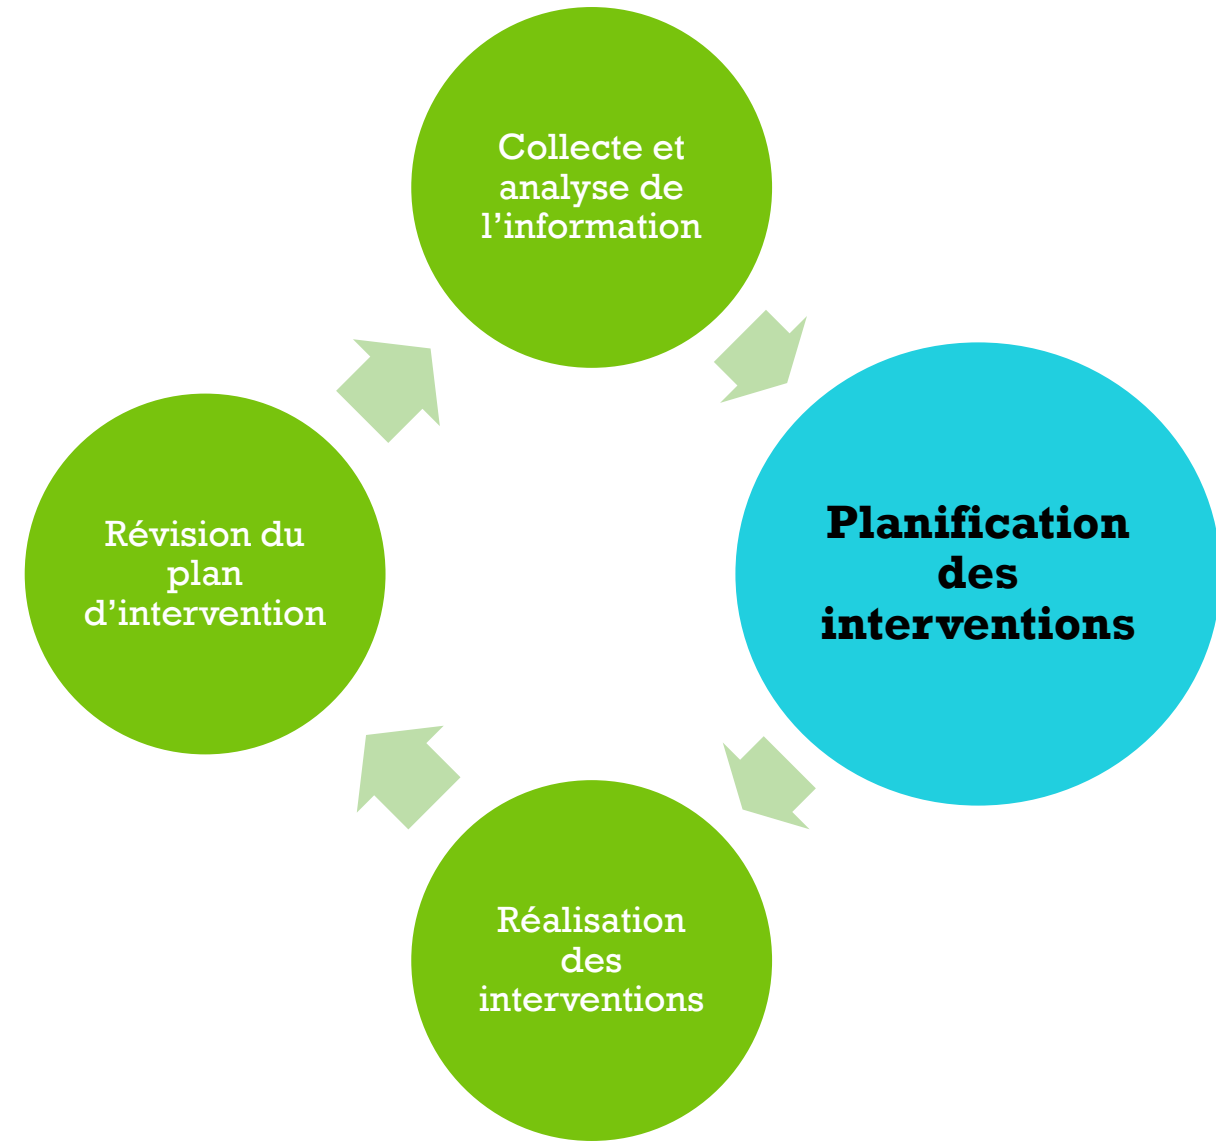 Collecte et
analyse de
l’information
Planification
des
interventions
Réalisation
des
interventions
Révision du
plan
d’intervention